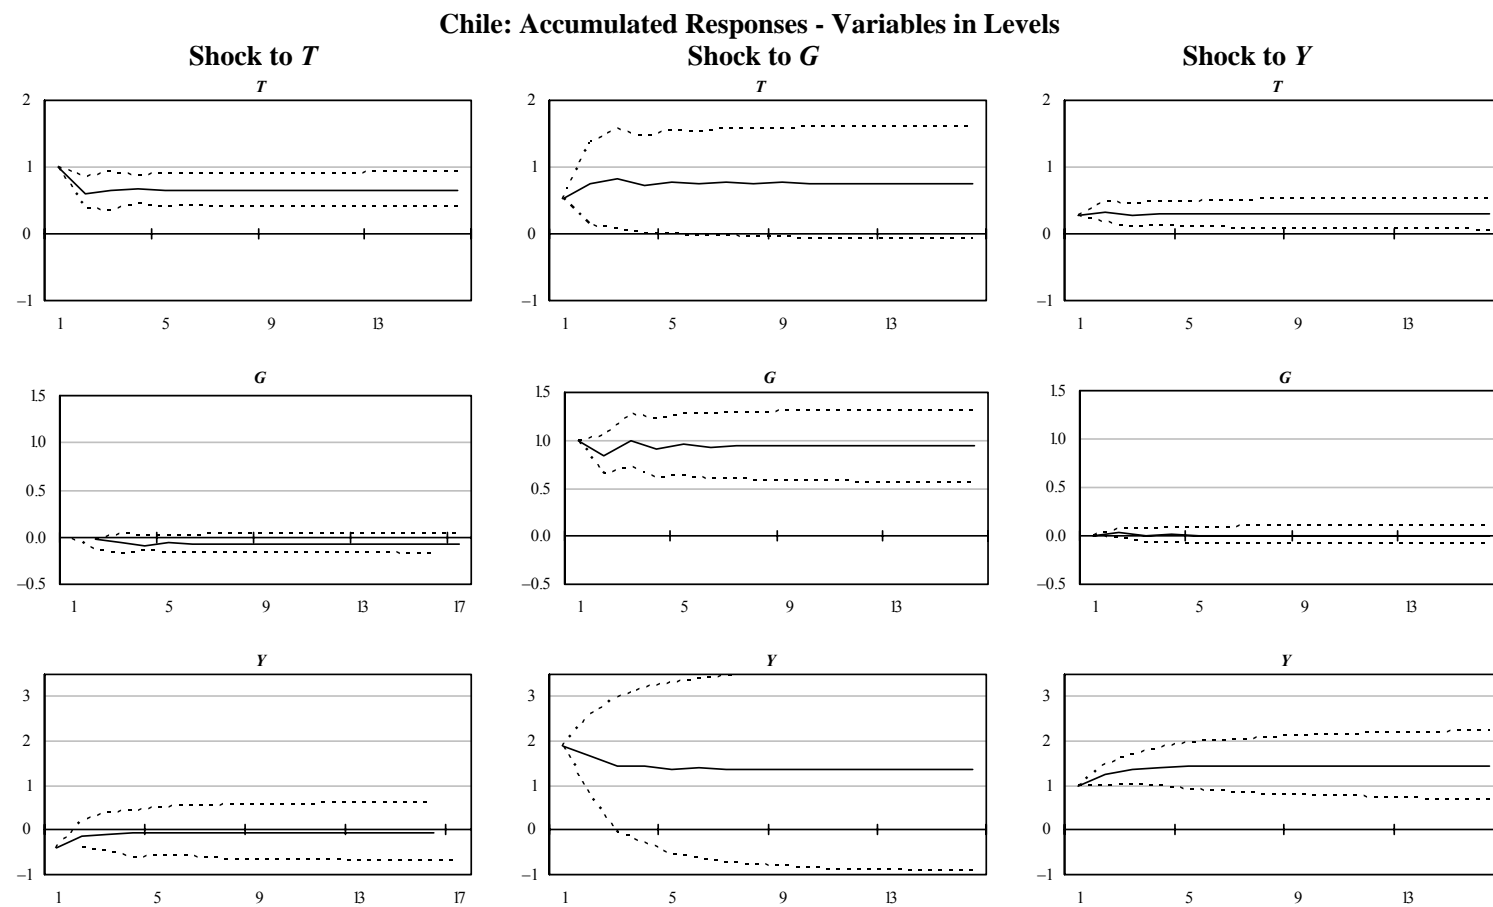 Chile: Accumulated Responses - Variables in Levels
Shock to T Shock to G Shock to Y
T T T
2 2 2
1 1 1
0 0 0
–1 –1 –1
1 5 9 13 1 5 9 13 1 5 9 13
G G G
1.5 1.5 1.5
1.0 1.0 1.0
0.5 0.5 0.5
0.0 0.0 0.0
–0.5 –0.5 –0.5
1 5 9 13 17 1 5 9 13 1 5 9 13
Y Y Y
3 3 3
2 2 2
1 1 1
0 0 0
–1 –1 –1
1 5 9 13 17 1 5 9 13 1 5 9 13